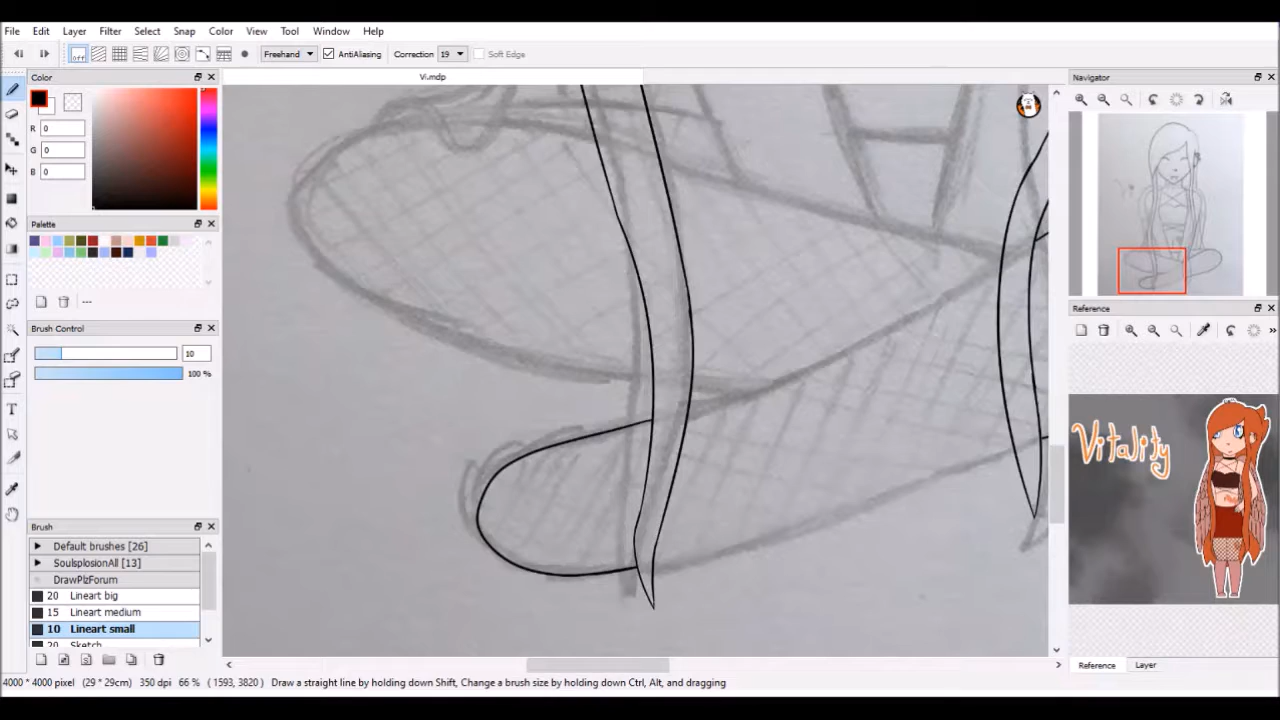 File Edit Layer Filter Select Snap Color View Tool Window Help
off Freehand AntiAliasing Correction 19 Soft Edge
Color
Vi.mdp
Navigator
R 0
G 0
B 0
Palette
Reference
Brush Control
10
100 %
Vitality
Brush
Default brushes [26]
SoulsplosionAll [13]
DrawPlzForum
20 Lineart big
15 Lineart medium
10 Lineart small
20 Sketch
Reference Layer
4000 * 4000 pixel (29 * 29cm) 350 dpi 66 % ( 1593, 3820 ) Draw a straight line by holding down Shift, Change a brush size by holding down Ctrl, Alt, and dragging